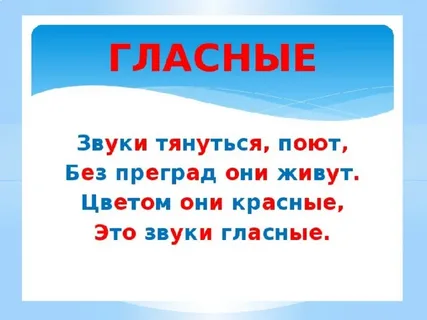 ГЛАСНЫЕ
Звуки тянуться, поют,
Без преград они живут.
Цветом они красные,
Это звуки гласные.